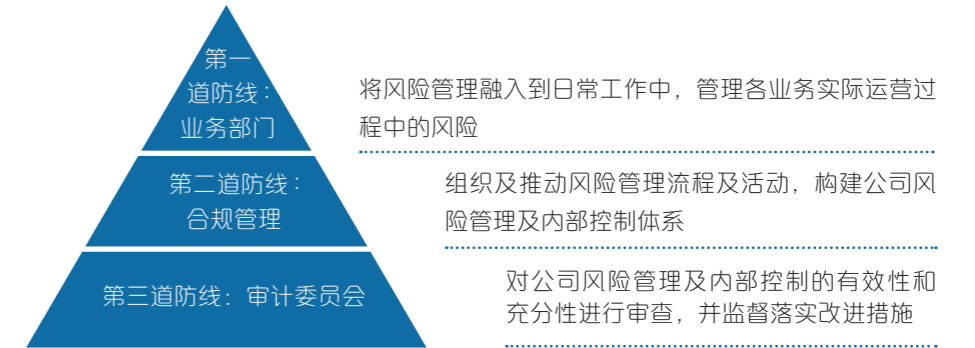 第一
道防线：
业务部门
将风险管理融入到日常工作中，管理各业务实际运营过
程中的风险
第二道防线：
合规管理
组织及推动风险管理流程及活动，构建公司风
险管理及内部控制体系
第三道防线：审计委员会
对公司风险管理及内部控制的有效性和
充分性进行审查，并监督落实改进措施